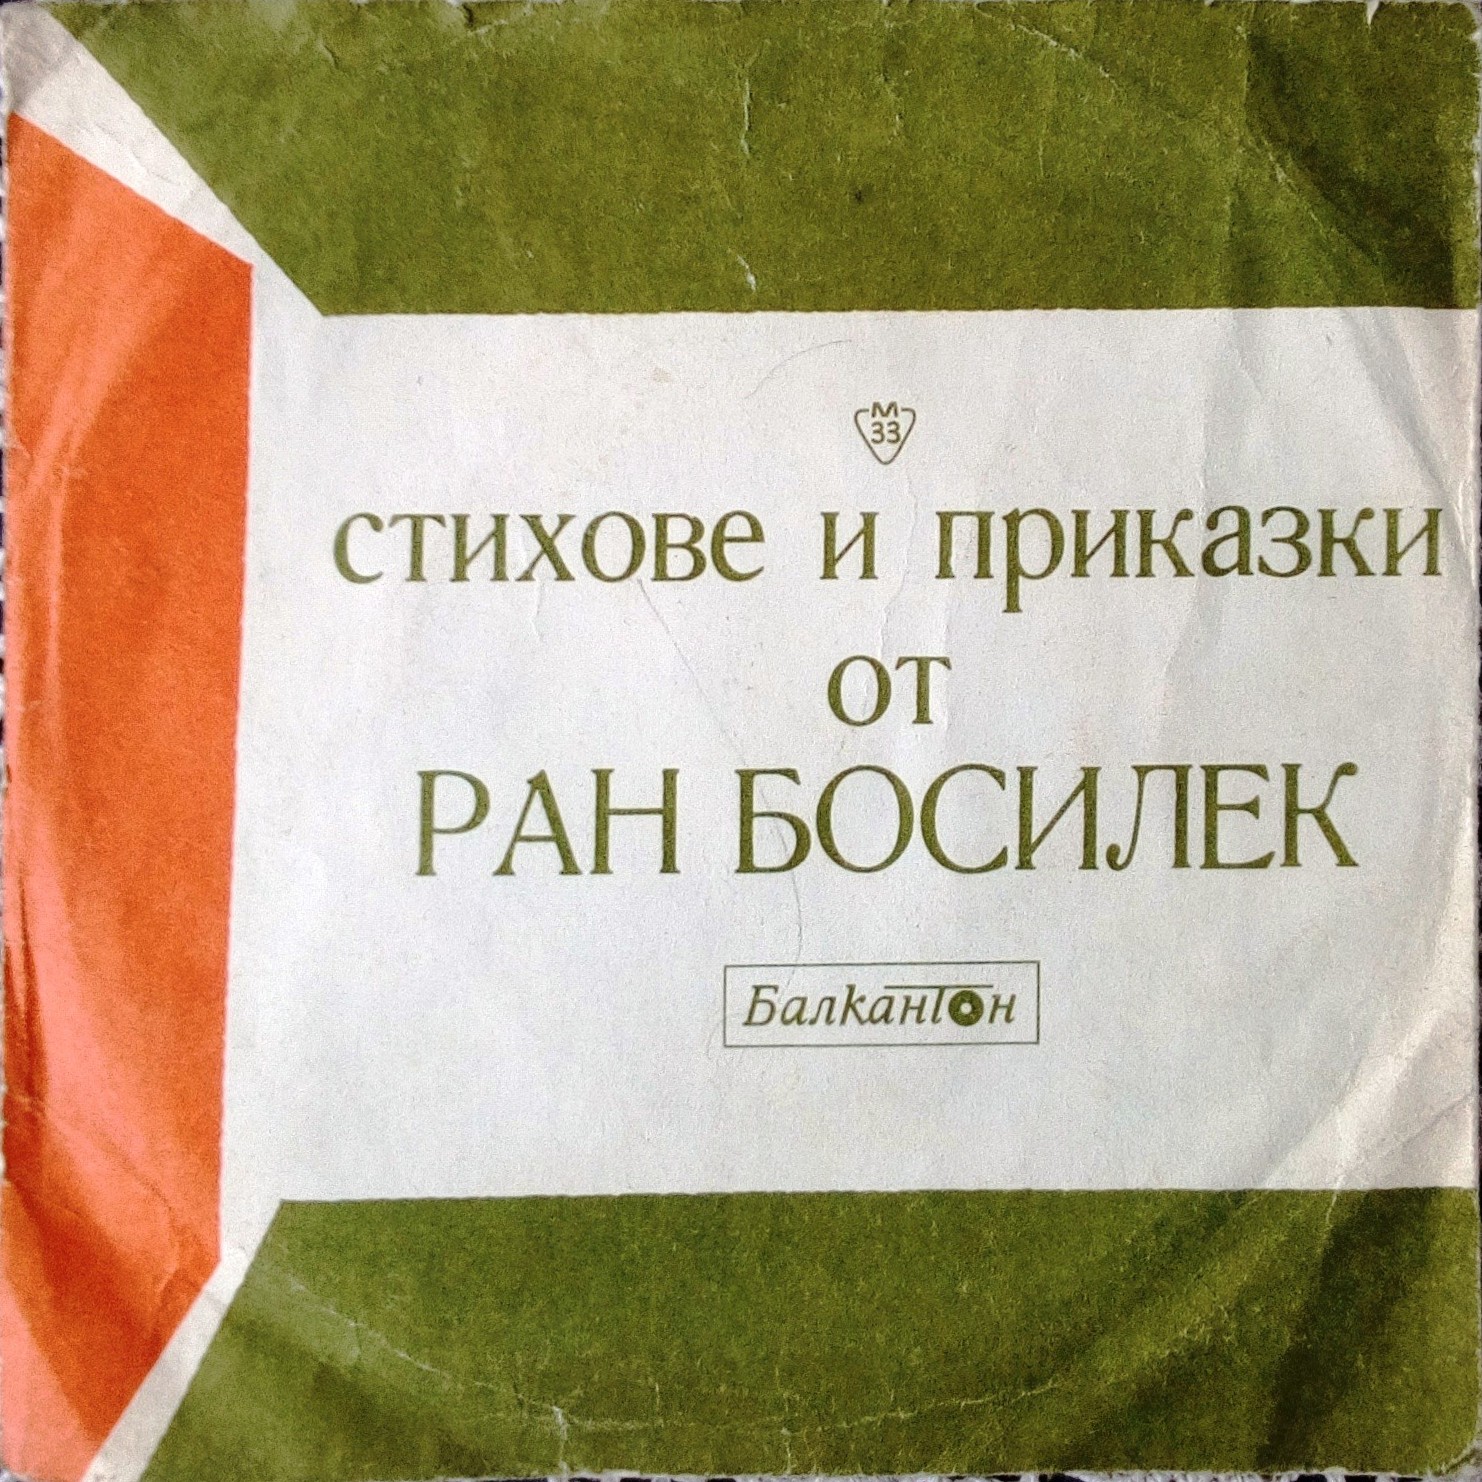 М
33
стихове и приказки
от
РАН БОСИЛЕК
Балкантон